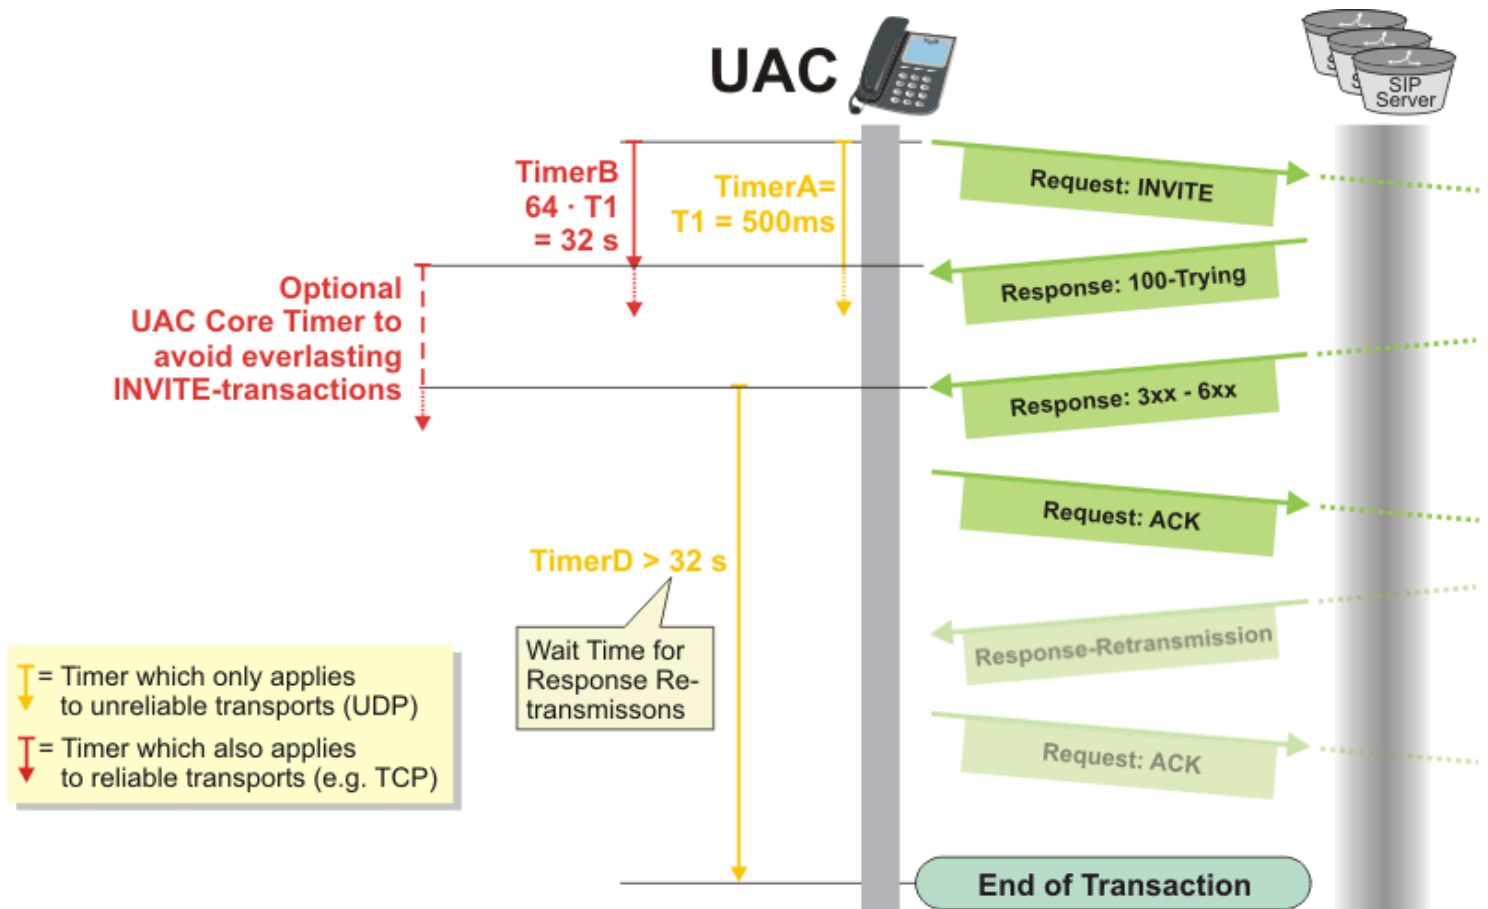 UAC
SIP
Server
TimerB
64 · T1
= 32 s
TimerA=
T1 = 500ms
Request: INVITE
Response: 100-Trying
Optional
UAC Core Timer to
avoid everlasting
INVITE-transactions
Response: 3xx - 6xx
Request: ACK
TimerD > 32 s
Wait Time for
Response Re-
transmissons
Response-Retransmission
Request: ACK
= Timer which only applies
to unreliable transports (UDP)
= Timer which also applies
to reliable transports (e.g. TCP)
End of Transaction